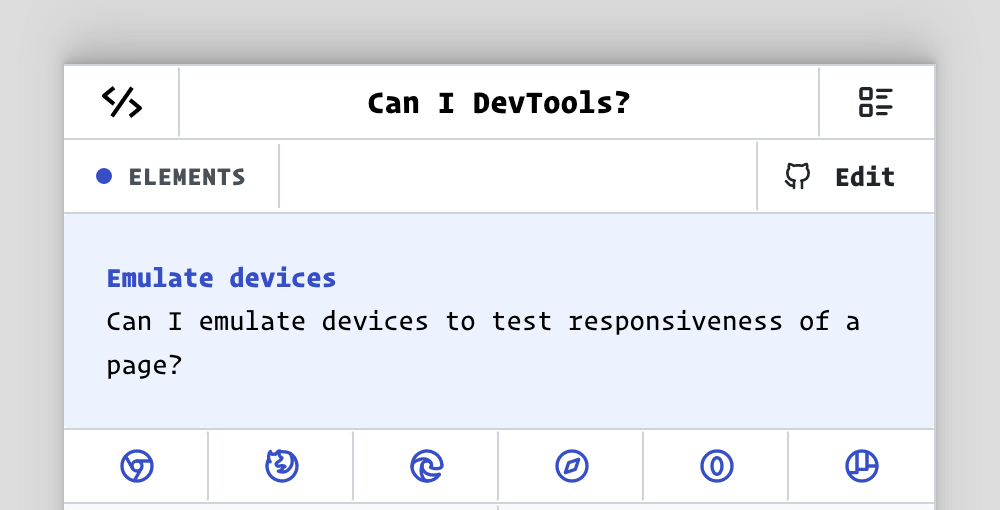 Can I DevTools?
ELEMENTS
Edit
Emulate devices
Can I emulate devices to test responsiveness of a
page?